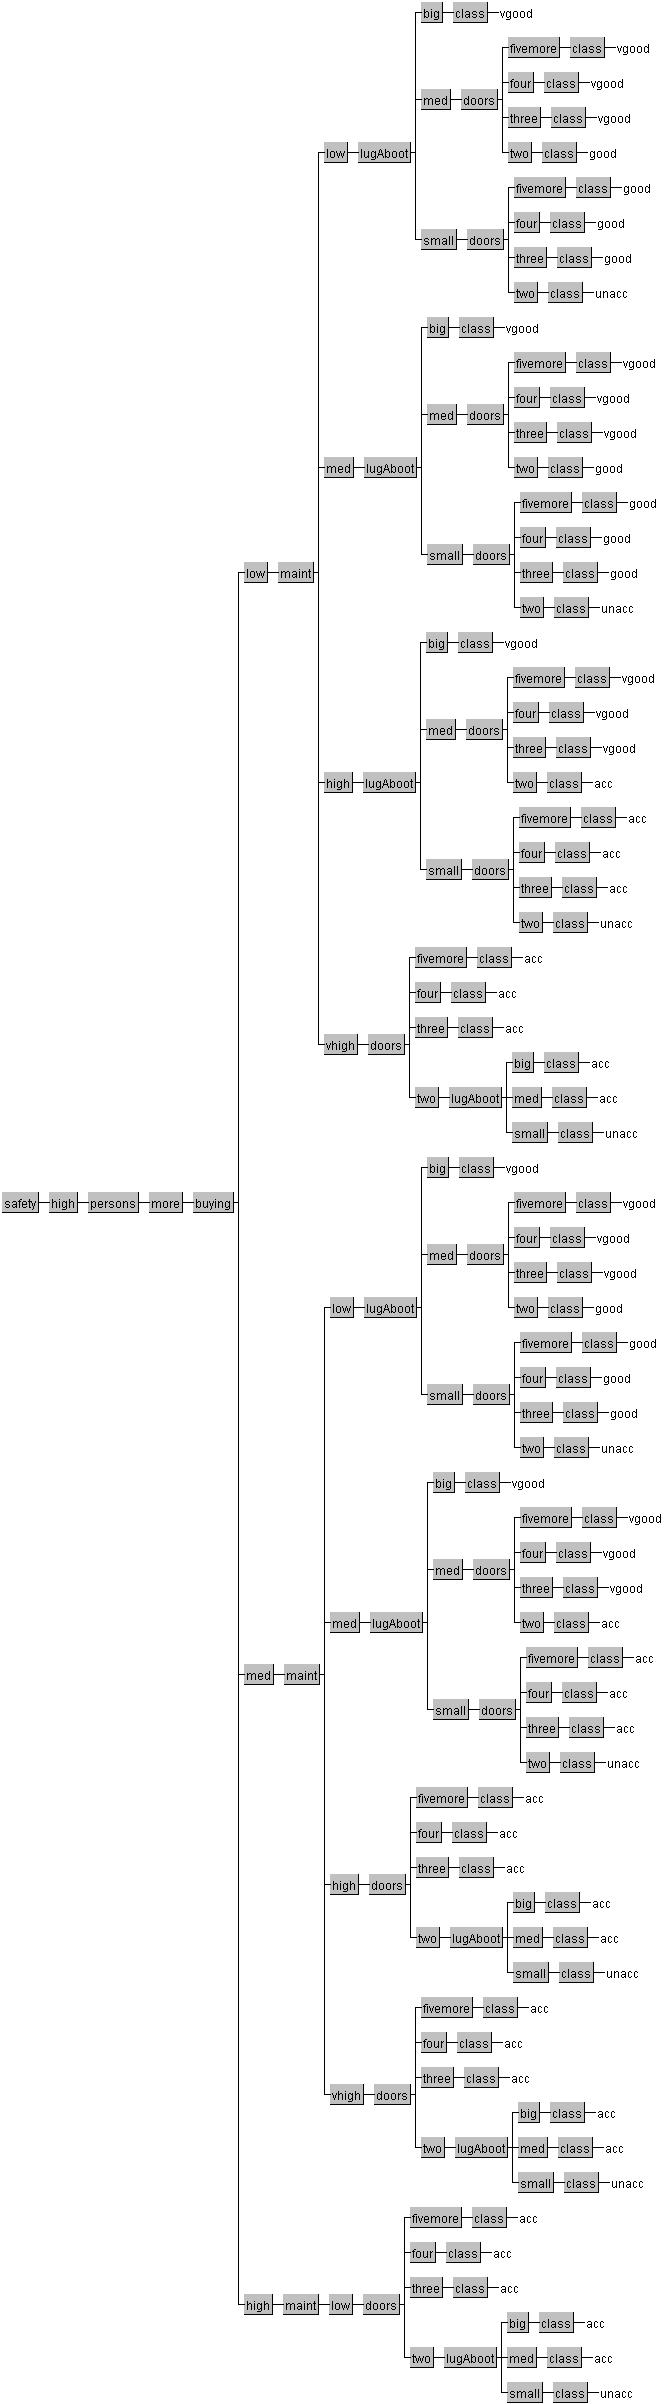 big class vgood
fivemore class vgood
four class vgood
med doors
three class vgood
low lugAboot two class good
fivemore class good
four class good
small doors
three class good
two class unacc
big class vgood
fivemore class vgood
four class vgood
med doors
three class vgood
med lugAboot two class good
fivemore class good
four class good
small doors
low maint three class good
two class unacc
big class vgood
fivemore class vgood
four class vgood
med doors
three class vgood
high lugAboot two class acc
fivemore class acc
four class acc
small doors
three class acc
two class unacc
fivemore class acc
four class acc
three class acc
vhigh doors
big class acc
two lugAboot med class acc
small class unacc
big class vgood
safety high persons more buying fivemore class vgood
four class vgood
med doors
three class vgood
low lugAboot two class good
fivemore class good
four class good
small doors
three class good
two class unacc
big class vgood
fivemore class vgood
four class vgood
med doors
three class vgood
med lugAboot two class acc
fivemore class acc
med maint
four class acc
small doors
three class acc
two class unacc
fivemore class acc
four class acc
three class acc
high doors
big class acc
two lugAboot med class acc
small class unacc
fivemore class acc
four class acc
three class acc
vhigh doors
big class acc
two lugAboot med class acc
small class unacc
fivemore class acc
four class acc
three class acc
high maint low doors
big class acc
two lugAboot med class acc
small class unacc